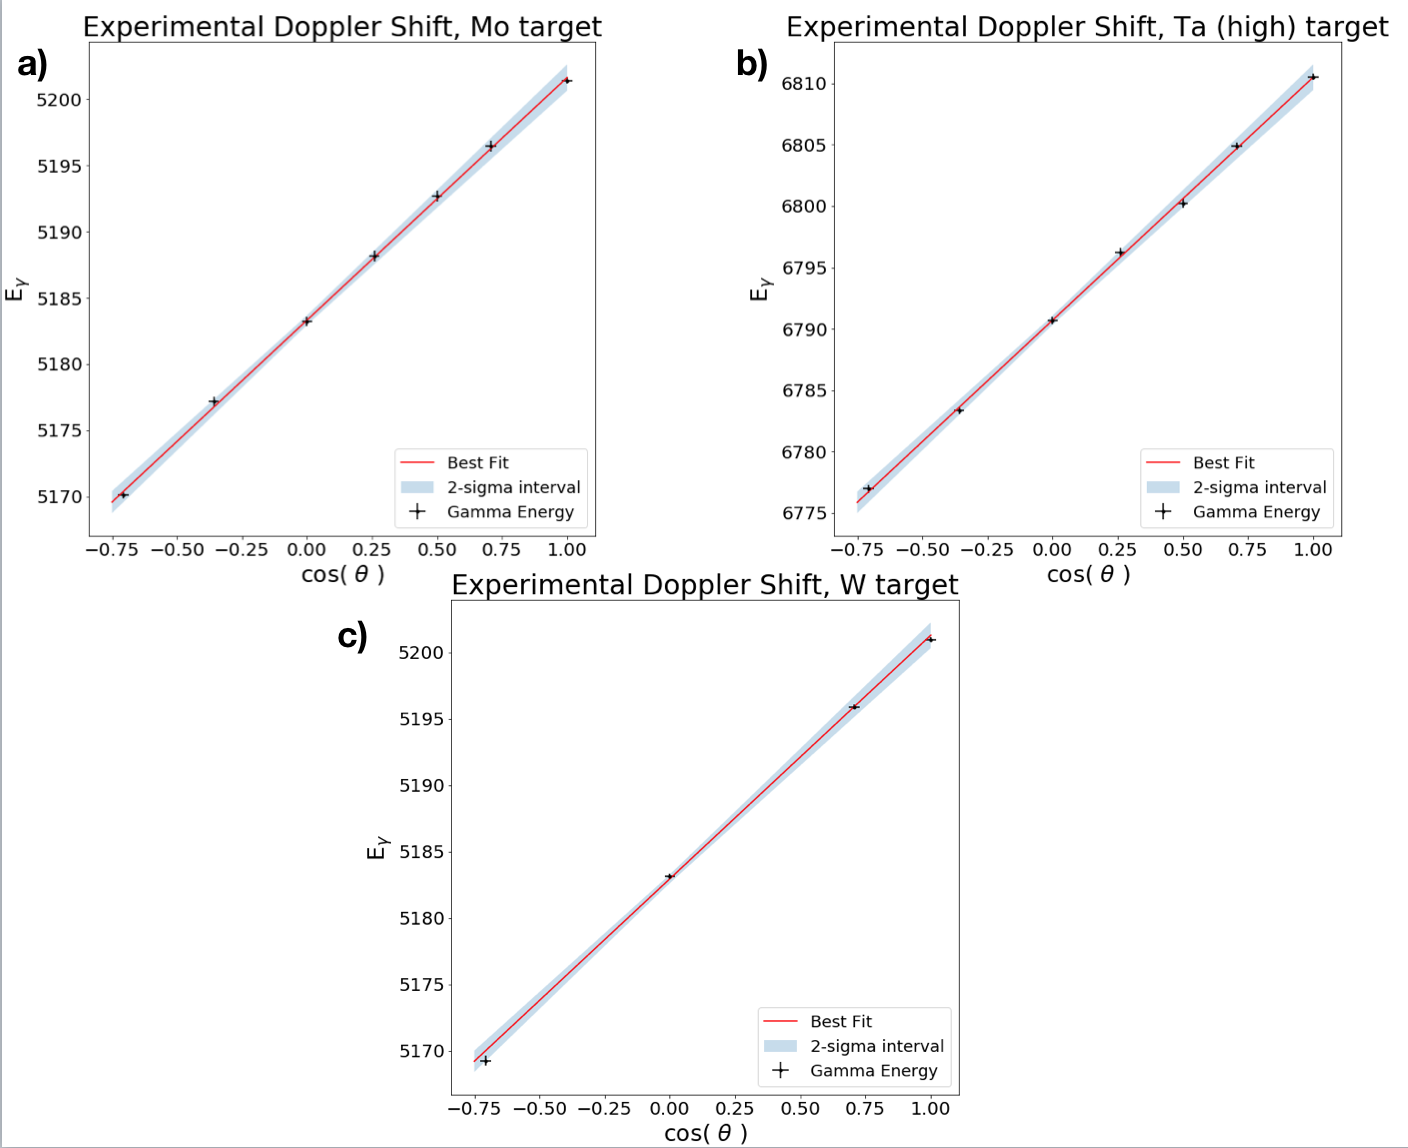 Experimental Doppler Shift, Mo target
a)
5200
5195
5190
5185
5180
5175
5170
Eγ
Best Fit
2-sigma interval
Gamma Energy
−0.75 −0.50 −0.25 0.00 0.25 0.50 0.75 1.00
cos( θ )
Experimental Doppler Shift, Ta (high) target
b)
6810
6805
6800
6795
6790
6785
6780
6775
Eγ
Best Fit
2-sigma interval
Gamma Energy
−0.75 −0.50 −0.25 0.00 0.25 0.50 0.75 1.00
cos( θ )
Experimental Doppler Shift, W target
c)
5200
5195
5190
5185
5180
5175
5170
Eγ
Best Fit
2-sigma interval
Gamma Energy
−0.75 −0.50 −0.25 0.00 0.25 0.50 0.75 1.00
cos( θ )